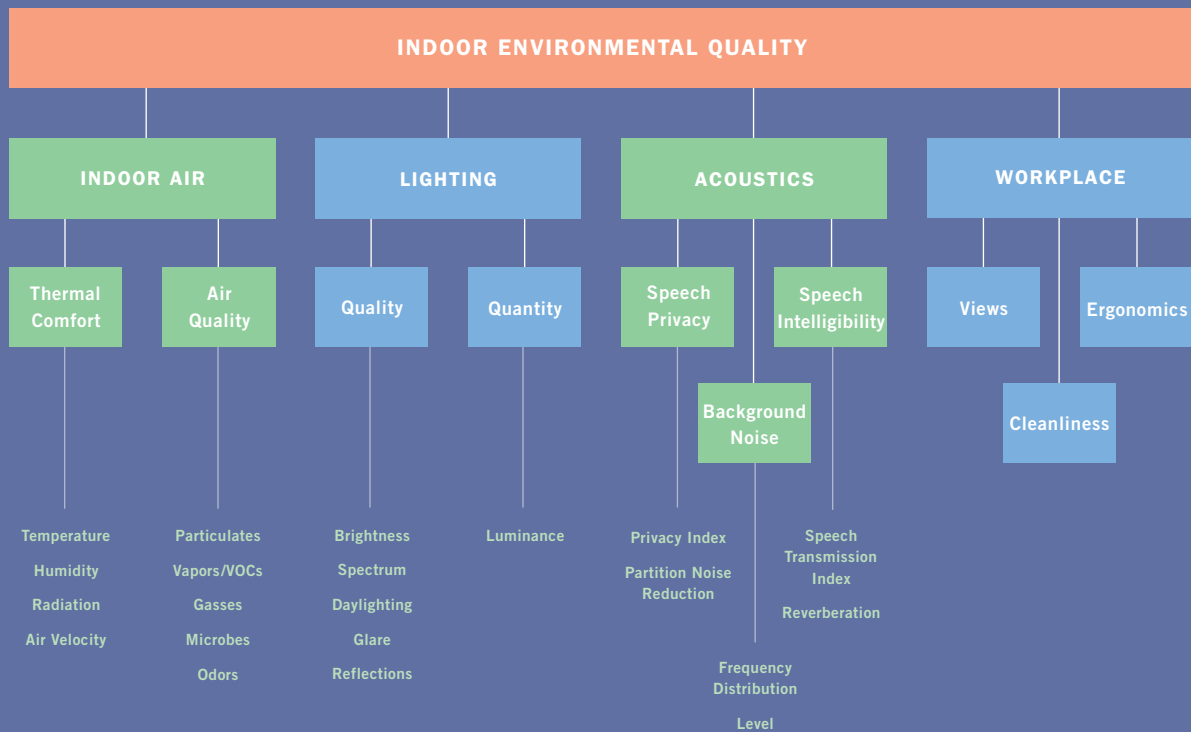 INDOOR ENVIRONMENTAL QUALITY
INDOOR AIR
LIGHTING
ACOUSTICS
WORKPLACE
Thermal
Comfort
Air
Quality
Quality
Quantity
Speech
Privacy
Speech
Intelligibility
Views
Ergonomics
Background
Noise
Cleanliness
Temperature
Humidity
Radiation
Air Velocity
Particulates
Vapors/VOCs
Gasses
Microbes
Odors
Brightness
Spectrum
Daylighting
Glare
Reflections
Luminance
Privacy Index
Partition Noise
Reduction
Speech
Transmission
Index
Reverberation
Frequency
Distribution
Level